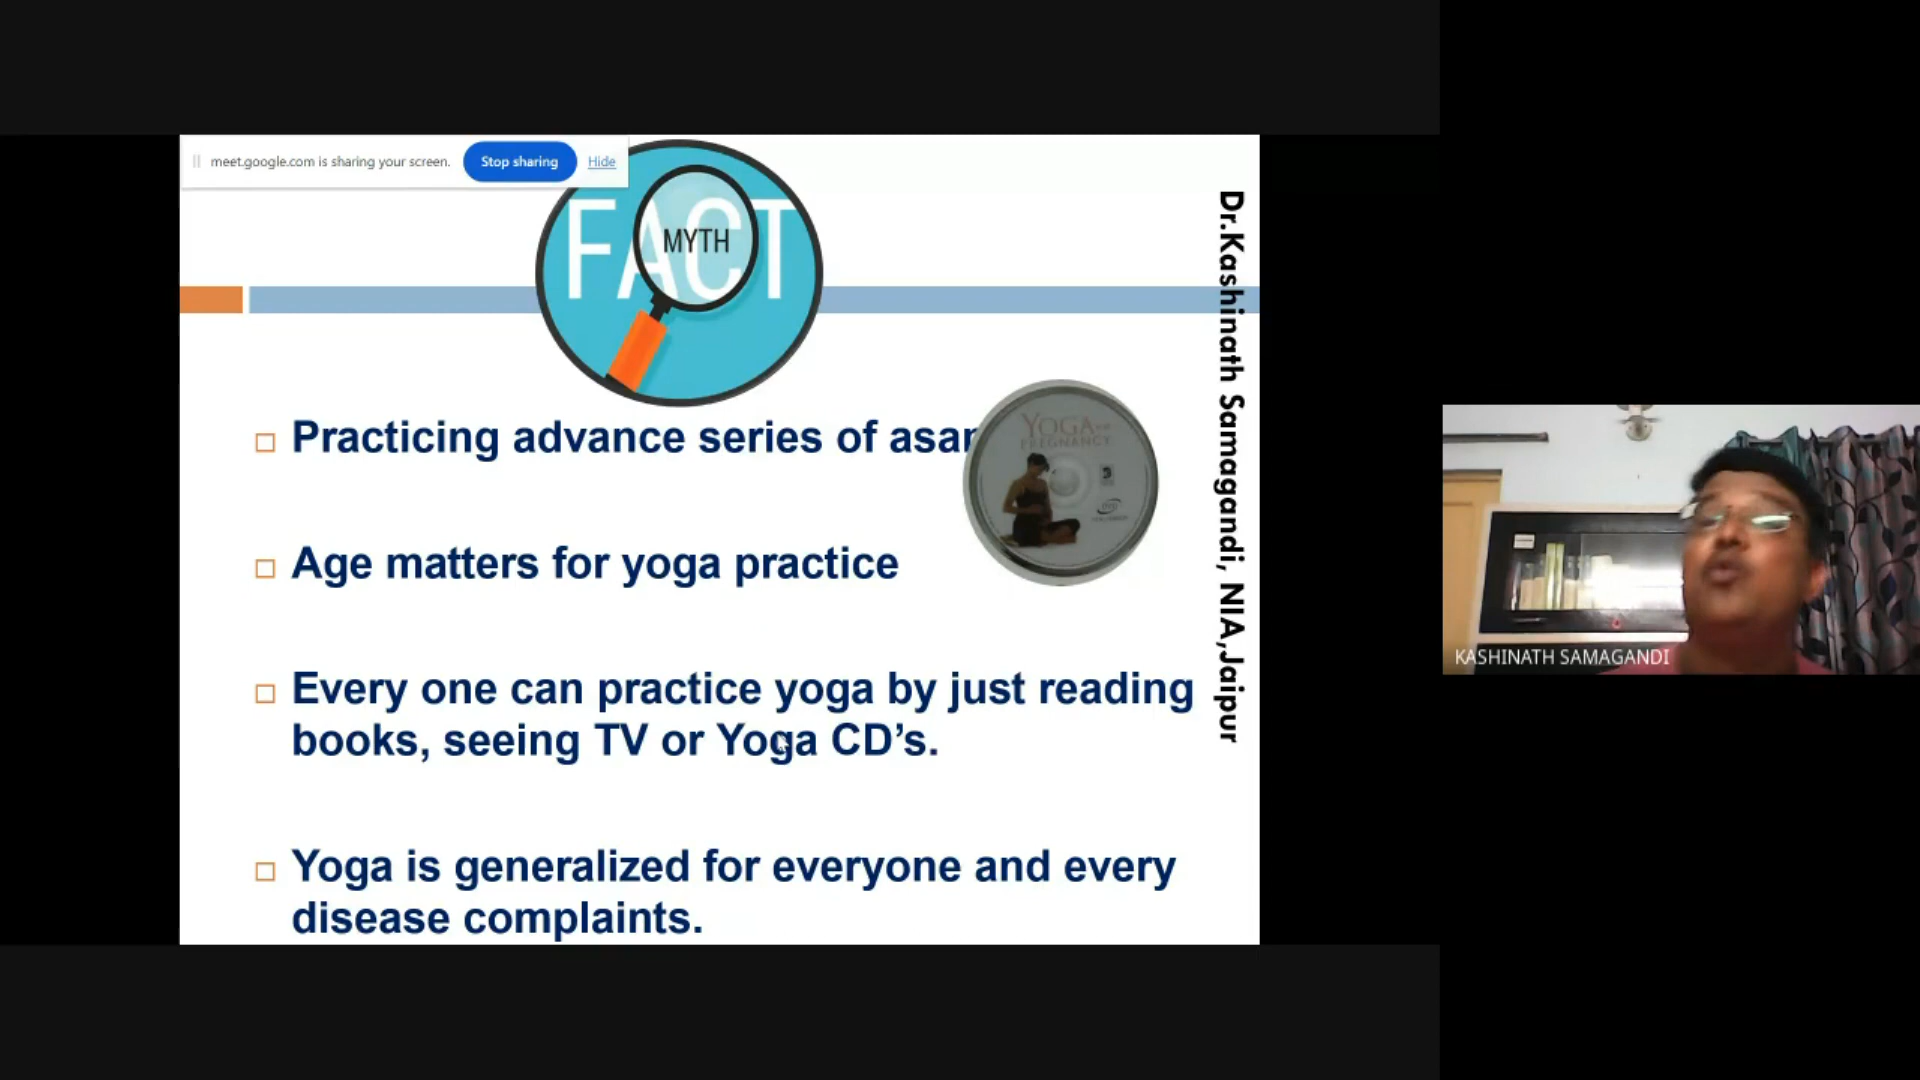 meet.google.com is sharing your screen. Stop sharing Hide
FACT
MYTH
Practicing advance series of asan
YOGA
PREGNANCY
Age matters for yoga practice
Every one can practice yoga by just reading
books, seeing TV or Yoga CD’s.
Yoga is generalized for everyone and every
disease complaints.
Dr.Kashinath Samagandi, NIA,Jaipur
KASHINATH SAMAGANDI